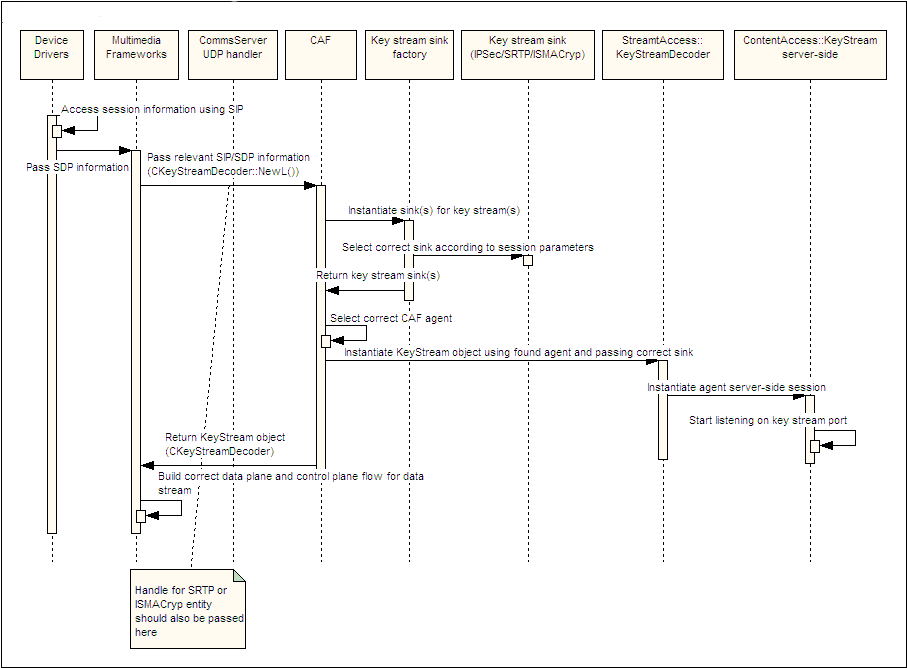 Device
Drivers
Multimedia
Frameworks
CommsServer
UDP handler
CAF
Key stream sink
factory
Key stream sink
(IPSec/SRTP/ISMACryp)
StreamtAccess::
KeyStreamDecoder
ContentAccess::KeyStream
server-side
Access session information using SIP
Pass SDP information
Pass relevant SIP/SDP information
(CKeyStreamDecoder::NewL())
Instantiate sink(s) for key stream(s)
Select correct sink according to session parameters
Return key stream sink(s)
Select correct CAF agent
Instantiate KeyStream object using found agent and passing correct sink
Instantiate agent server-side session
Start listening on key stream port
Return KeyStream object
(CKeyStreamDecoder)
Build correct data plane and control plane flow for data
stream
Handle for SRTP or
ISMACryp entity
should also be passed
here